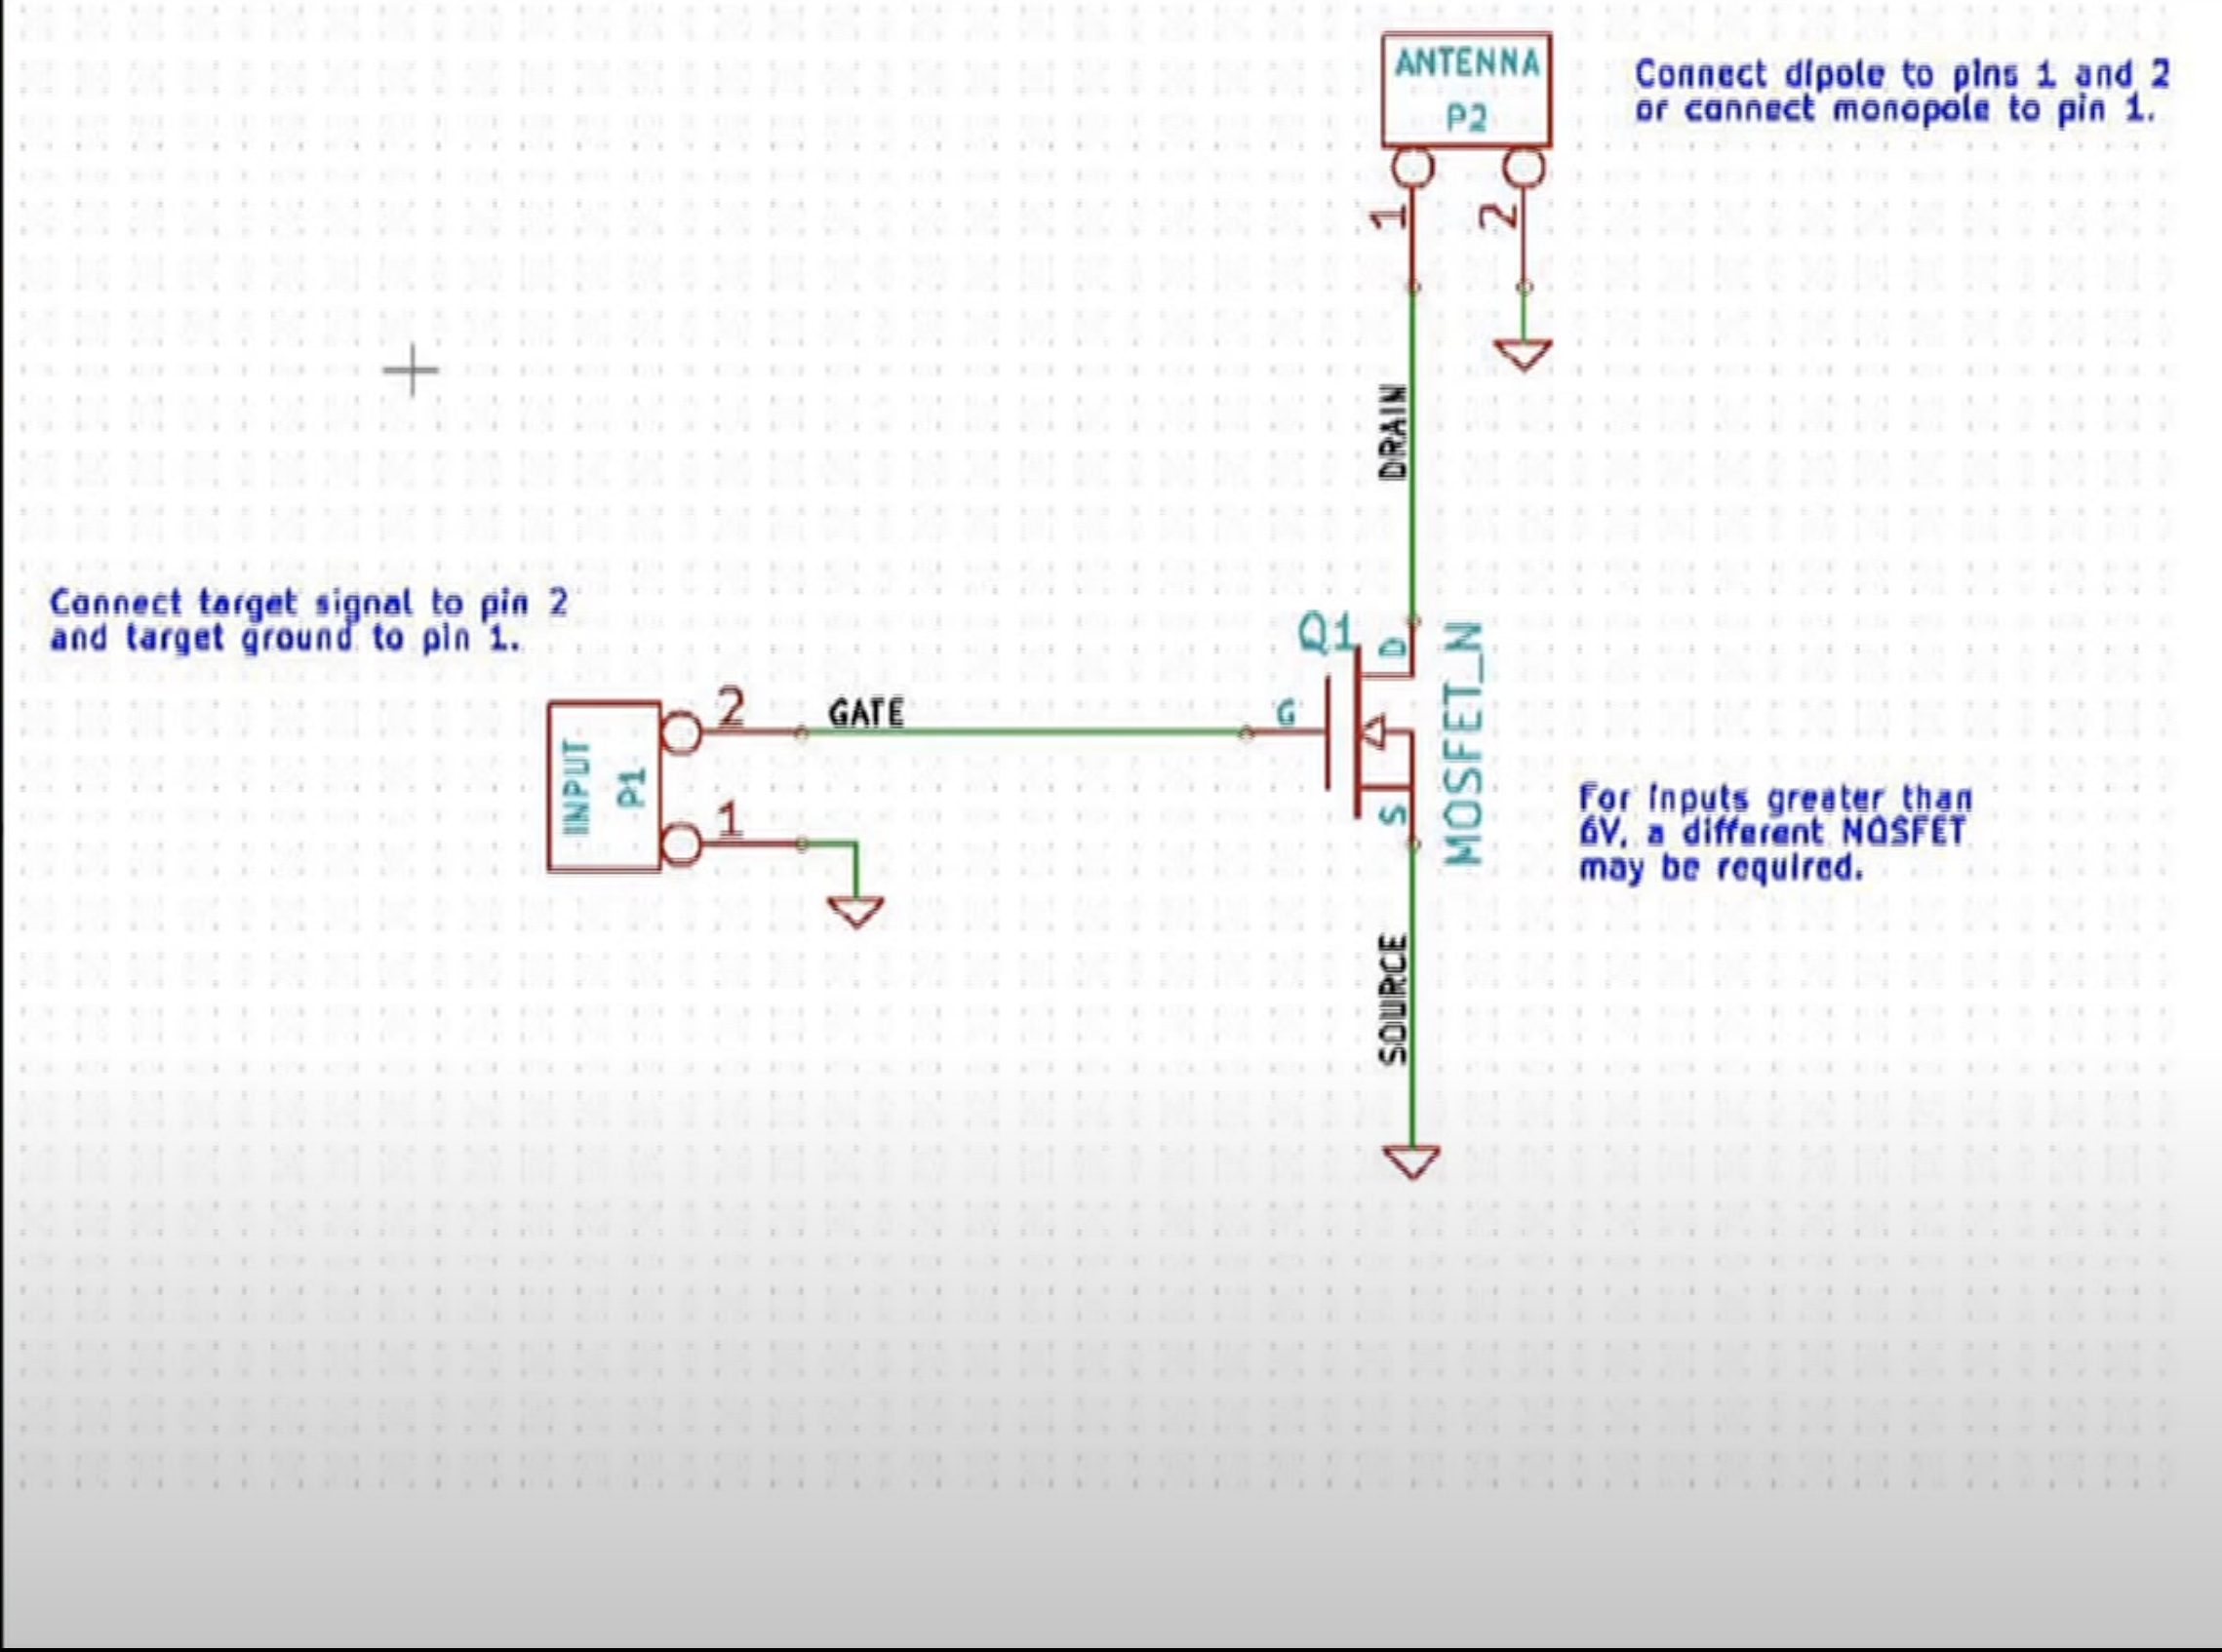 ANTENNA
P2
Connect dipole to pins 1 and 2
or connect monopole to pin 1.
1
2
DRAIN
Connect target signal to pin 2
and target ground to pin 1.
Q1
D
MOSFET_N
2
GATE
G
INPUT
P1
1
S
For inputs greater than
6V, a different MOSFET
may be required.
SOURCE